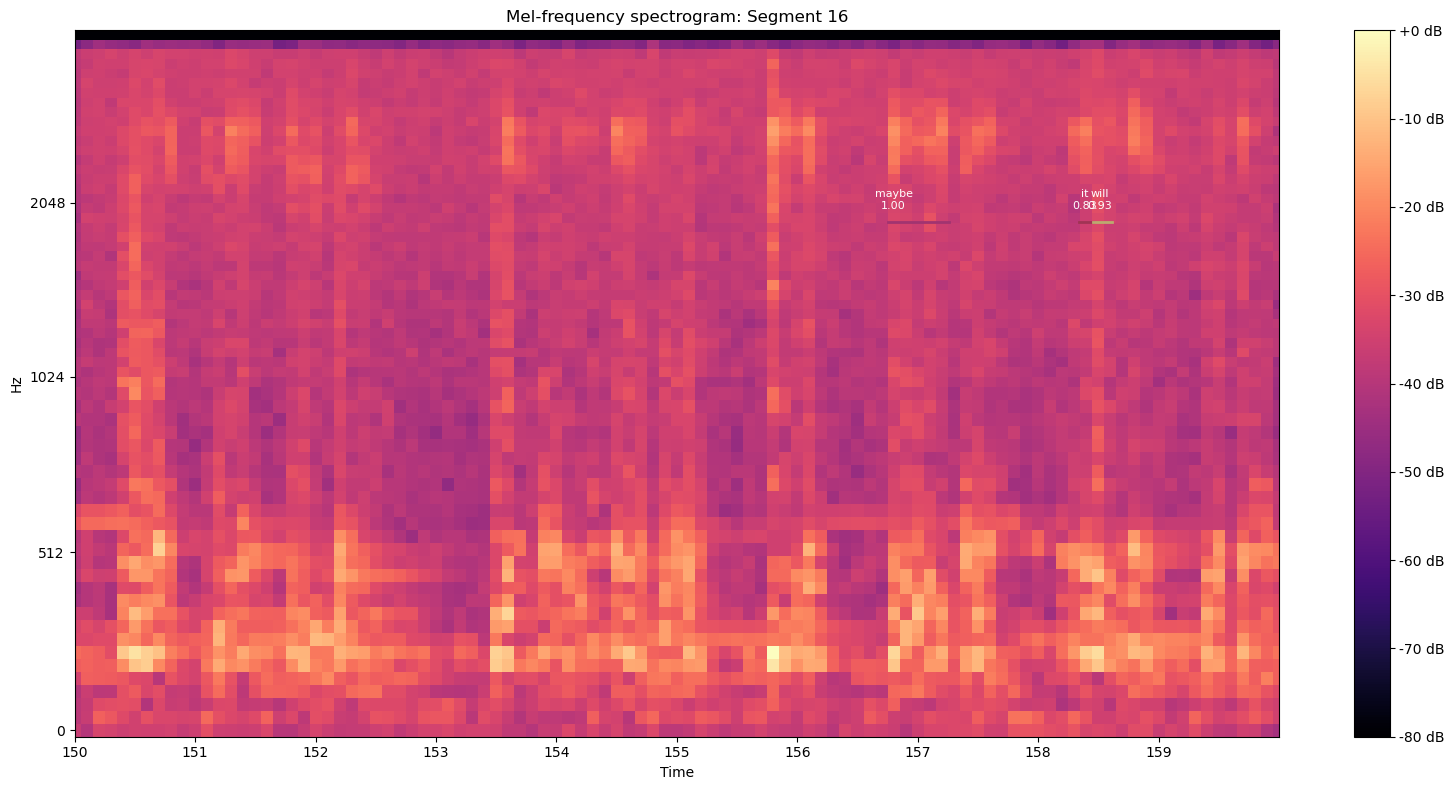 Mel-frequency spectrogram: Segment 16
+0 dB
-10 dB
-20 dB
-30 dB
-40 dB
-50 dB
-60 dB
-70 dB
-80 dB
Hz
2048
1024
512
0
maybe
1.00
it will
0.93
150 151 152 153 154 155 156 157 158 159
Time